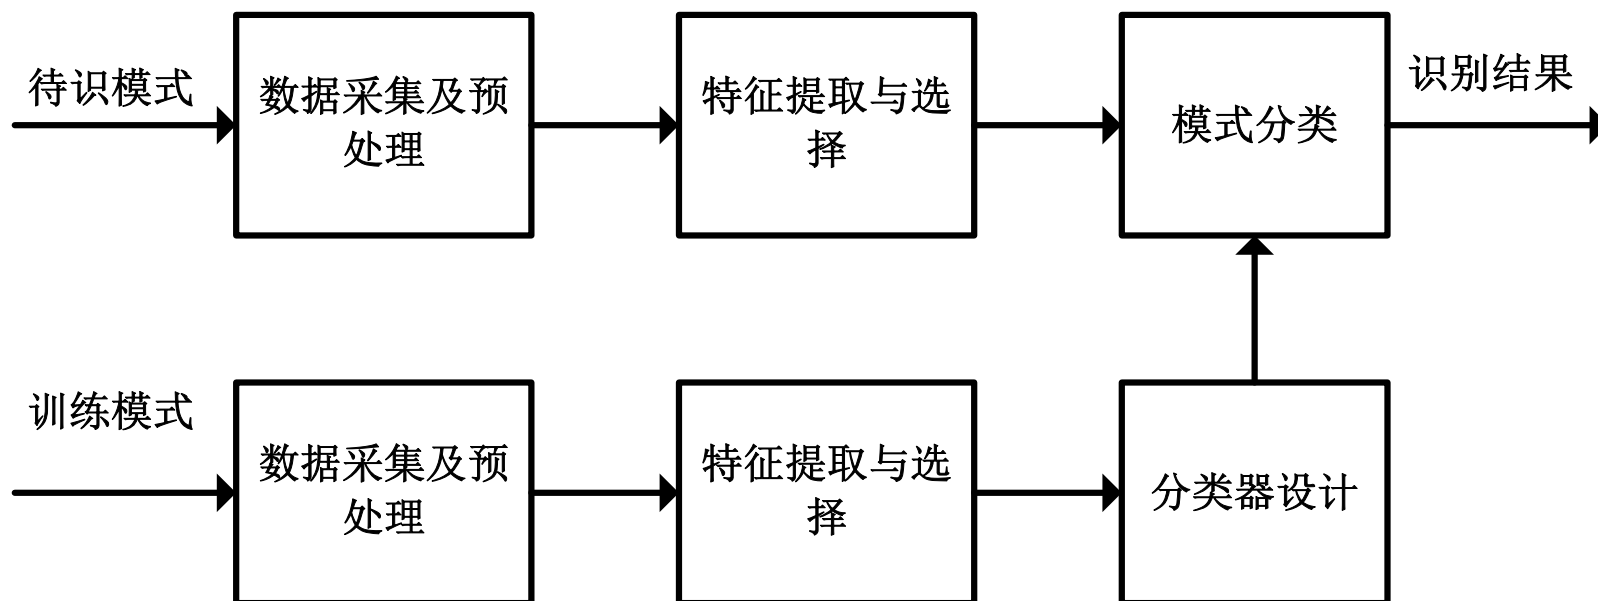 待识模式
数据采集及预
处理
特征提取与选
择
模式分类
识别结果
训练模式
数据采集及预
处理
特征提取与选
择
分类器设计